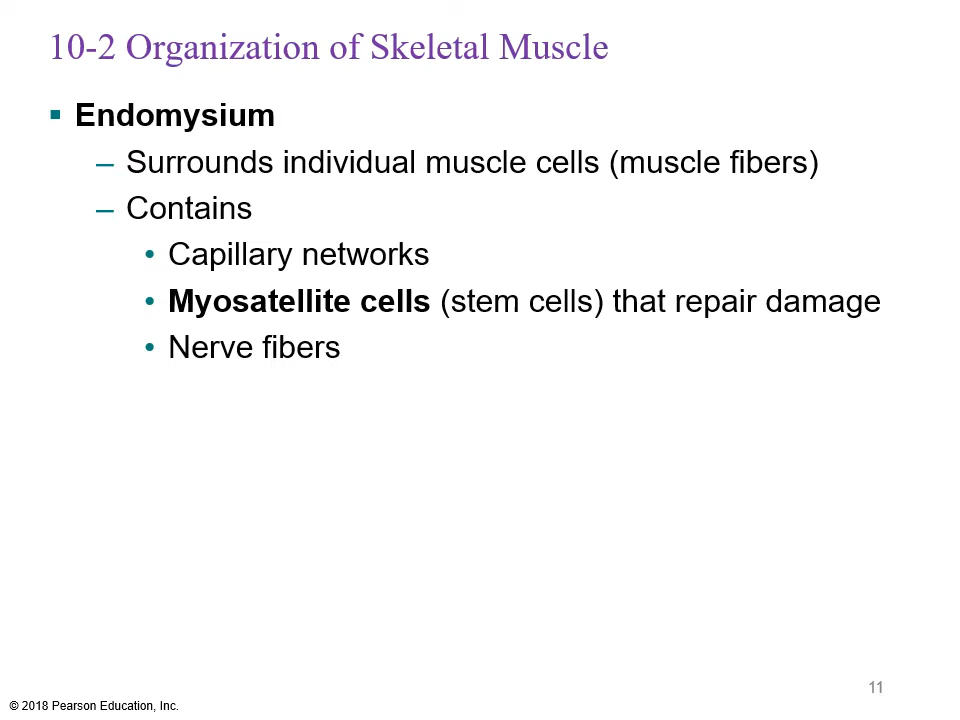 10-2 Organization of Skeletal Muscle
▪ Endomysium
– Surrounds individual muscle cells (muscle fibers)
– Contains
• Capillary networks
• Myosatellite cells (stem cells) that repair damage
• Nerve fibers
11
© 2018 Pearson Education, Inc.